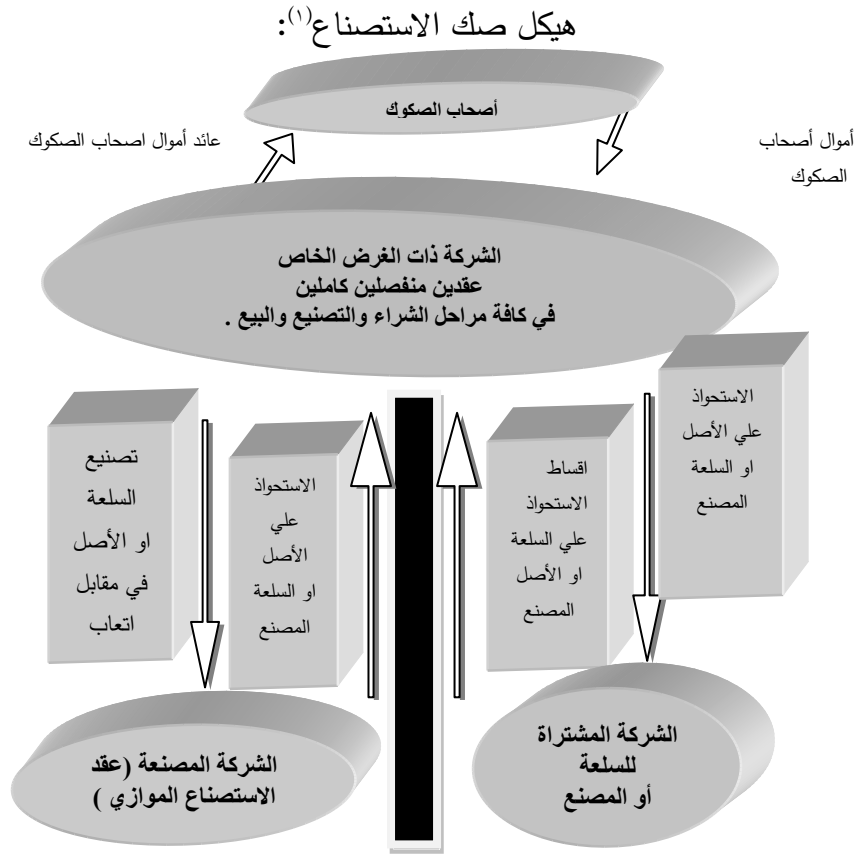 هيكل صك الاستصناع(١):
أصحاب الصكوك
أموال أصحاب
الصكوك
عائد أموال اصحاب الصكوك
الشركة ذات الغرض الخاص
عقدين منفصلين كاملين
في كافة مراحل الشراء والتصنيع والبيع .
الاستحواذ
علي الأصل
او السلعة
المصنع
اقساط
الاستحواذ
علي السلعة
او الأصل
المصنع
الاستحواذ
علي
الأصل
او السلعة
المصنع
تصنيع
السلعة
او الأصل
في مقابل
اتعاب
الشركة المشتراة
للسلعة
أو المصنع
الشركة المصنعة (عقد
الاستصناع الموازي )